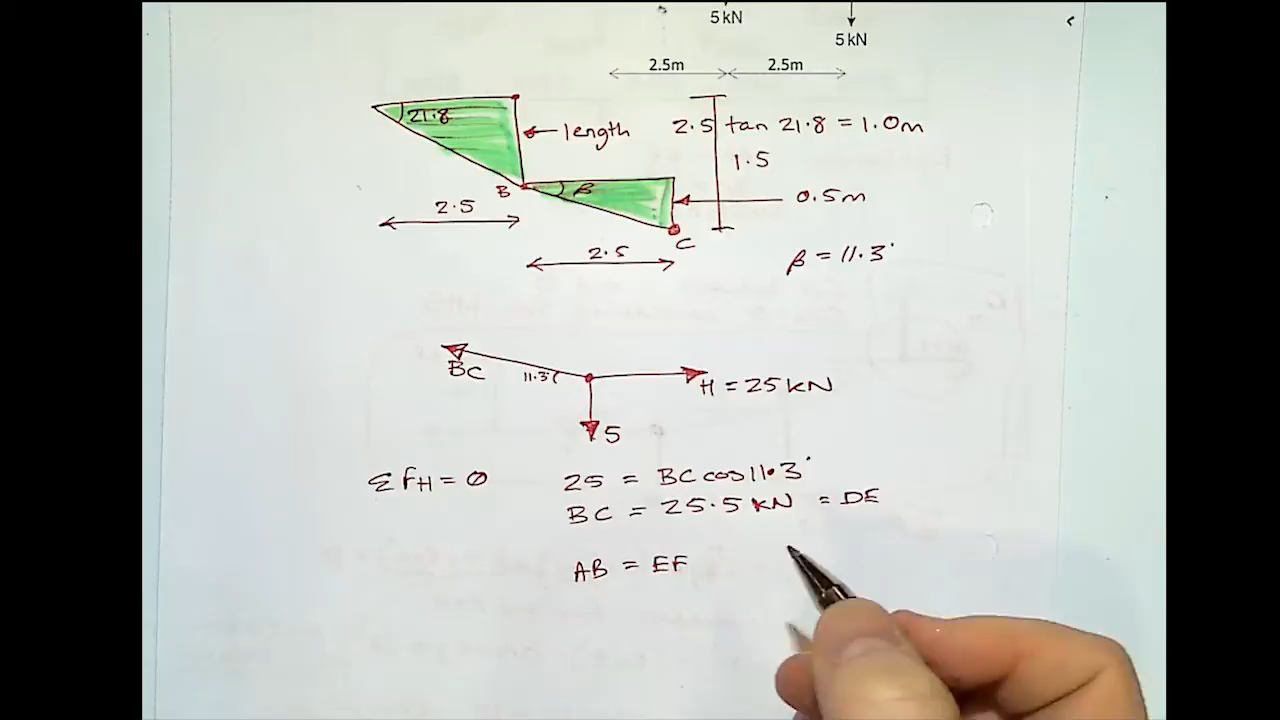 5 kN
5 kN
2.5m 2.5m
21.8
length
2.5 tan 21.8 = 1.0m
1.5
B
β
0.5m
2.5
C
2.5
β = 11.3°
BC
11.3°
H = 25 kN
5
ΣFH = 0
25 = BC cos 11.3°
BC = 25.5 kN = DE
AB = EF